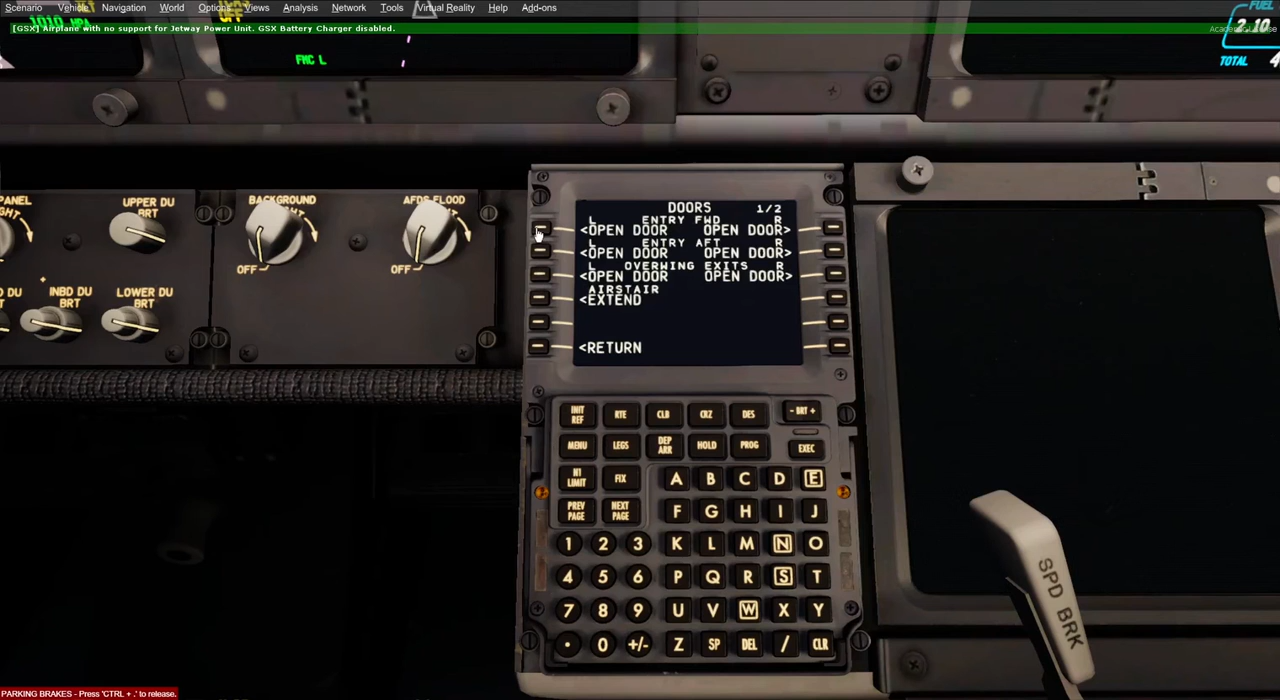 Scenario Vehicle Navigation World Options Views Analysis Network Tools Virtual Reality Help Add-ons
[GSX] Airplane with no support for Jetway Power Unit. GSX Battery Charger disabled.
1010 HPA
FMC L
FUEL
2.10
TOTAL 4
UPPER DU
BRT
BACKGROUND
AFDS FLOOD
OFF
OFF
INBD DU
BRT
LOWER DU
BRT
DOORS 1/2
L ENTRY FWD R
<OPEN DOOR OPEN DOOR>
L ENTRY AFT R
<OPEN DOOR OPEN DOOR>
L OVERWING EXITS R
<OPEN DOOR OPEN DOOR>
AIRSTAIR
<EXTEND
<RETURN
INIT REF RTE CLB CRZ DES - BRT +
MENU LEGS DEP ARR HOLD PROG EXEC
N1 LIMIT FIX A B C D E
PREV PAGE NEXT PAGE F G H I J
1 2 3 K L M N O
4 5 6 P Q R S T
7 8 9 U V W X Y
. 0 +/- Z SP DEL / CLR
SPD BRK
PARKING BRAKES - Press 'CTRL + .' to release.